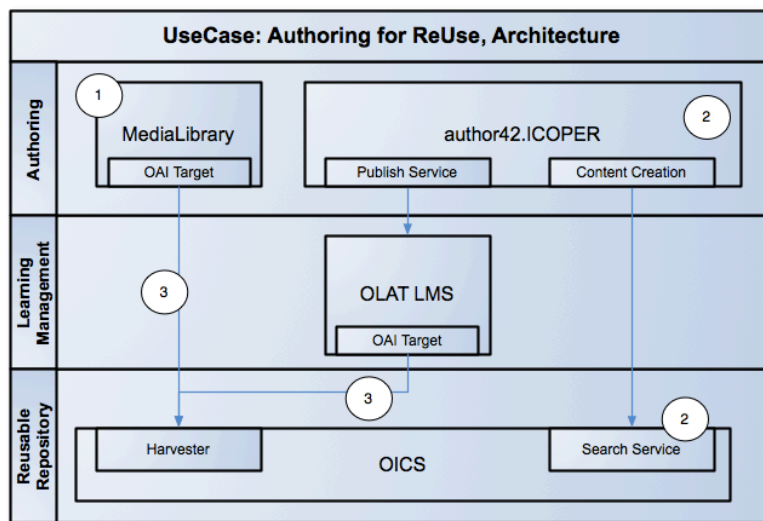 UseCase: Authoring for ReUse, Architecture
Authoring
1
MediaLibrary
OAI Target
2
author42.ICOPER
Publish Service
Content Creation
Learning
Management
3
OLAT LMS
OAI Target
Reusable
Repository
3
2
Harvester
OICS
Search Service